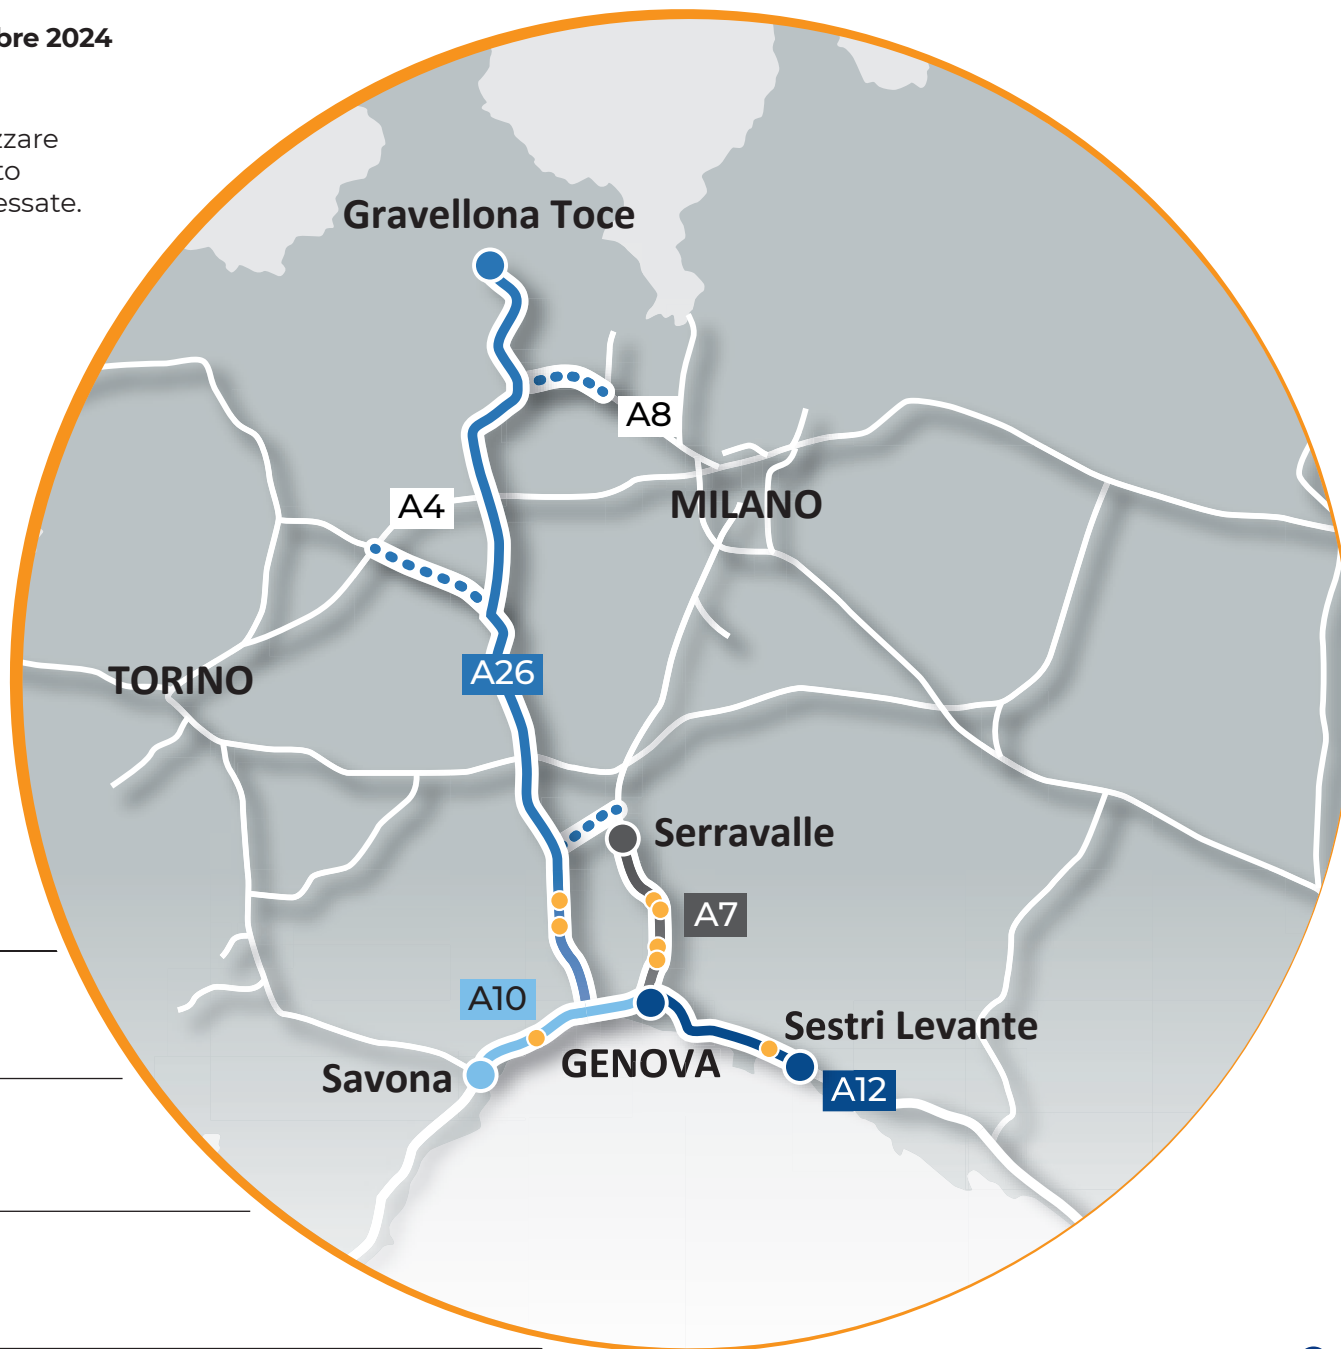 bre 2024
zzare
to
essate.
Gravellona Toce
A8
A4
MILANO
A26
TORINO
Serravalle
A7
A10
Sestri Levante
GENOVA
Savona
A12